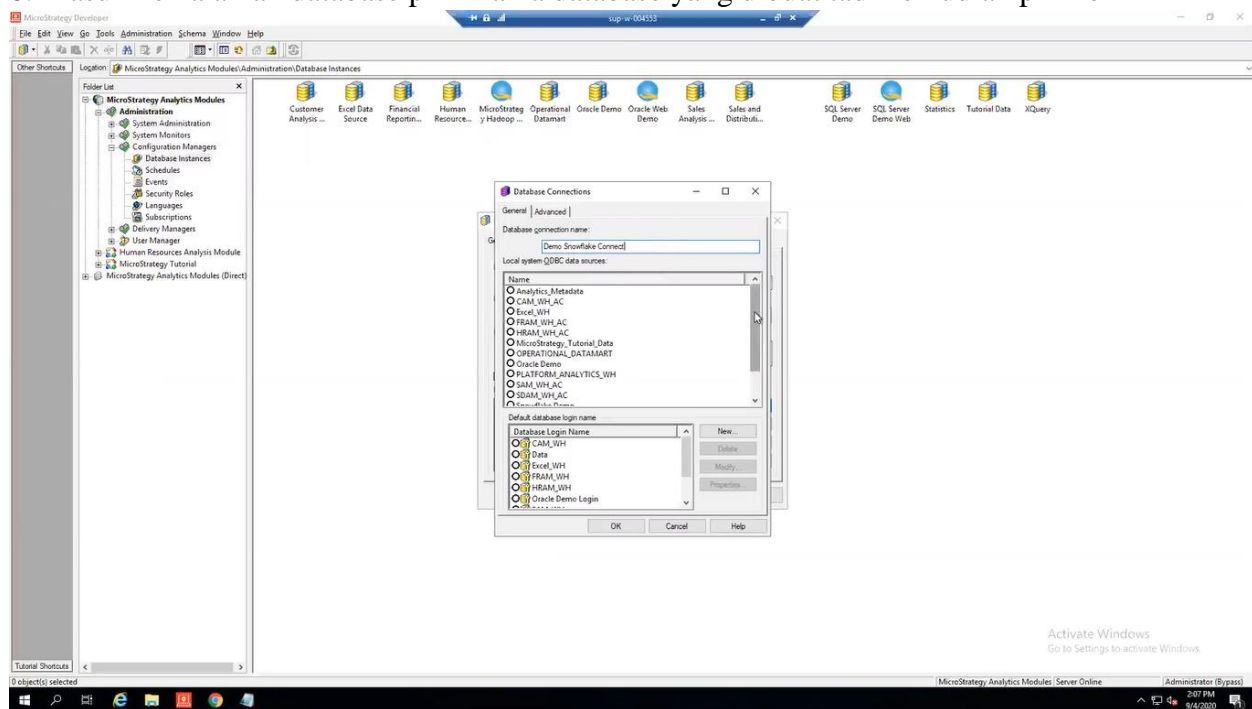 MicroStrategy Developer
sup-w-004553
File Edit View Go Tools Administration Schema Window Help
Other Shortcuts
Location: MicroStrategy Analytics Modules\Administration\Database Instances
Folder List
MicroStrategy Analytics Modules
Administration
System Administration
System Monitors
Configuration Managers
Database Instances
Schedules
Events
Security Roles
Languages
Subscriptions
Delivery Managers
User Manager
Human Resources Analysis Module
MicroStrategy Tutorial
MicroStrategy Analytics Modules (Direct)
Customer Analysis ...
Excel Data Source
Financial Reportin...
Human Resource...
MicroStrateg y Hadoop ...
Operational Datamart
Oracle Demo
Oracle Web Demo
Sales Analysis ...
Sales and Distributi...
SQL Server Demo
SQL Server Demo Web
Statistics
Tutorial Data
XQuery
Database Connections
General Advanced
Database connection name:
Demo Snowflake Connect
Local system ODBC data sources:
Name
Analytics_Metadata
CAM_WH_AC
Excel_WH
FRAM_WH_AC
HRAM_WH_AC
MicroStrategy_Tutorial_Data
OPERATIONAL_DATAMART
Oracle Demo
PLATFORM_ANALYTICS_WH
SAM_WH_AC
SDAM_WH_AC
Default database login name
Database Login Name
CAM_WH
Data
Excel_WH
FRAM_WH
HRAM_WH
Oracle Demo Login
New...
Delete
Modify...
Properties...
OK Cancel Help
Activate Windows
Go to Settings to activate Windows.
Tutorial Shortcuts
0 object(s) selected
MicroStrategy Analytics Modules Server Online
Administrator (Bypass)
2:07 PM
9/4/2020